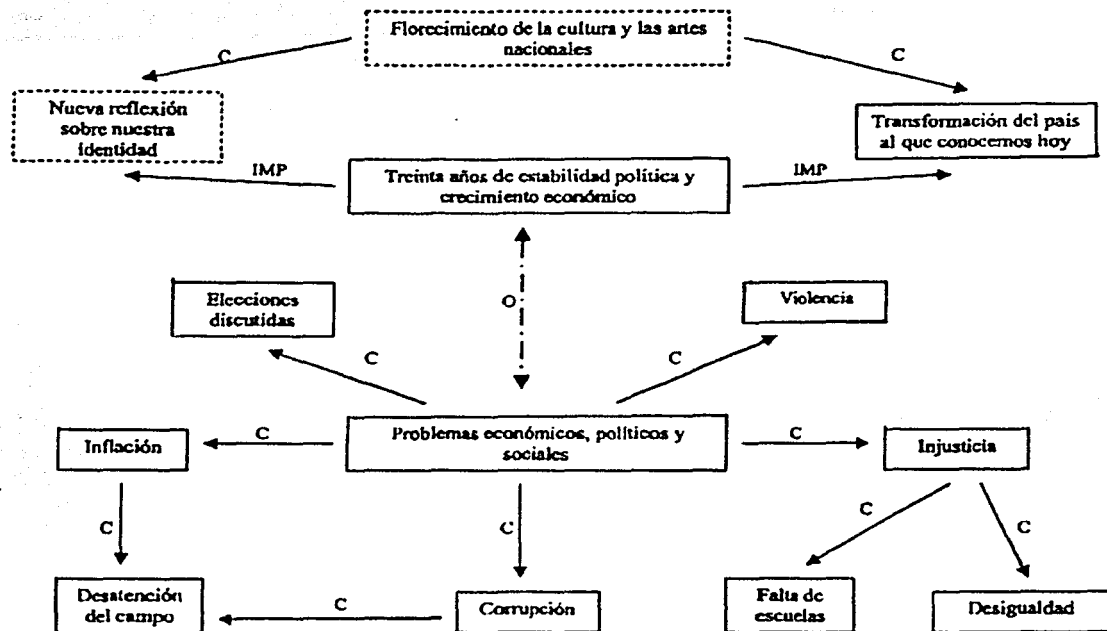 Florecimiento de la cultura y las artes
nacionales
C
C
Nueva reflexión
sobre nuestra
identidad
Transformación del país
al que conocemos hoy
IMP
IMP
Treinta años de estabilidad política y
crecimiento económico
Elecciones
discutidas
O
Violencia
C
C
Inflación
C
Problemas económicos, políticos y
sociales
C
Injusticia
C
C
C
C
Desatención
del campo
C
Corrupción
Falta de
escuelas
Desigualdad